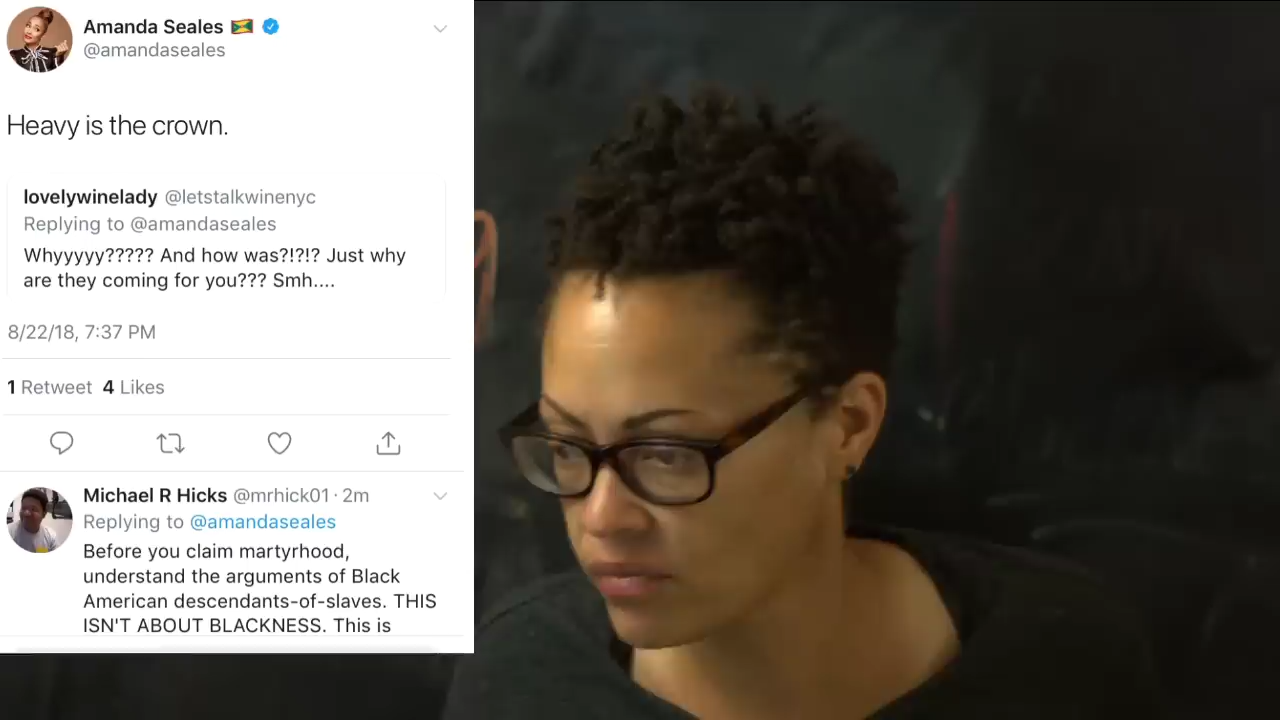 Amanda Seales 🇬🇩
@amandaseales
Heavy is the crown.
lovelywinelady @letstalkwinenyc
Replying to @amandaseales
Whyyyyy????? And how was?!?!? Just why
are they coming for you??? Smh....
8/22/18, 7:37 PM
1 Retweet 4 Likes
Michael R Hicks @mrhick01 · 2m
Replying to @amandaseales
Before you claim martyrhood,
understand the arguments of Black
American descendants-of-slaves. THIS
ISN'T ABOUT BLACKNESS. This is